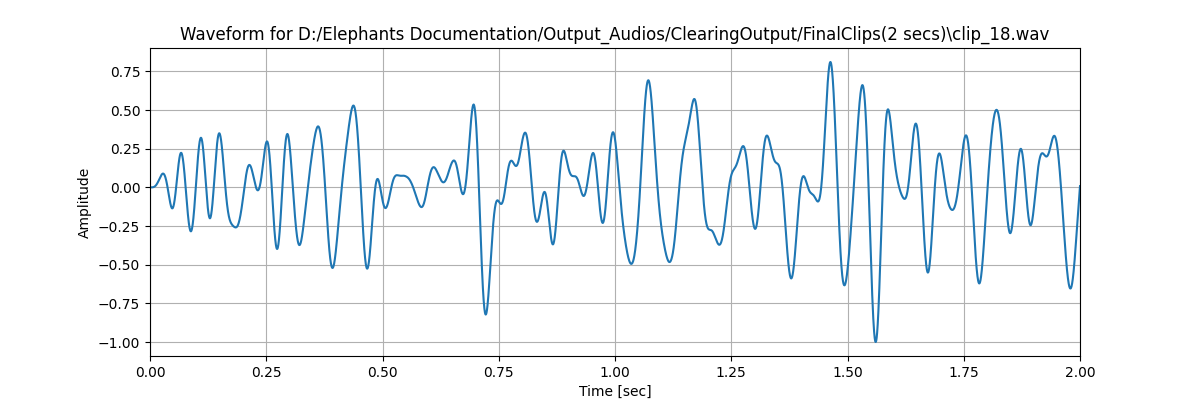 Waveform for D:/Elephants Documentation/Output_Audios/ClearingOutput/FinalClips(2 secs)\clip_18.wav
Amplitude
0.75
0.50
0.25
0.00
−0.25
−0.50
−0.75
−1.00
0.00 0.25 0.50 0.75 1.00 1.25 1.50 1.75 2.00
Time [sec]